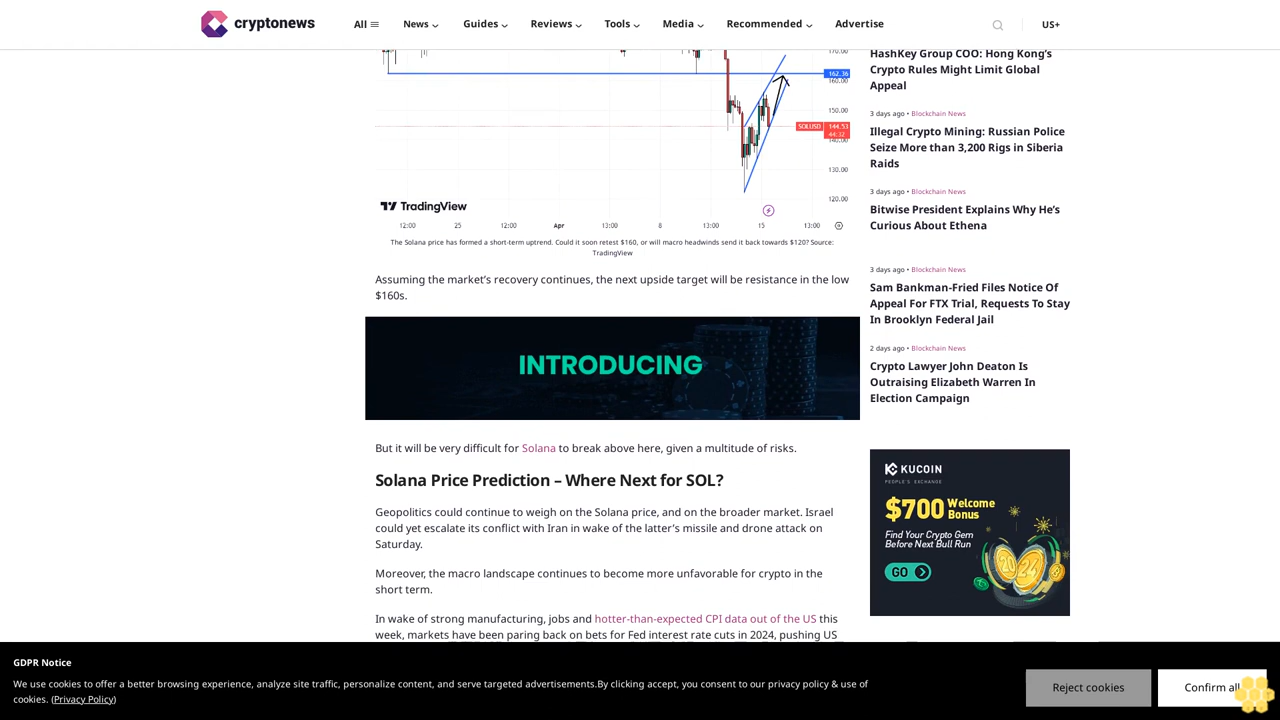 cryptonews
All
News
Guides
Reviews
Tools
Media
Recommended
Advertise
US+
170.00
162.36
160.00
150.00
SOLUSD 144.53
44:32
140.00
130.00
120.00
TradingView
12:00 25 12:00 Apr 13:00 8 13:00 15 13:00
The Solana price has formed a short-term uptrend. Could it soon retest $160, or will macro headwinds send it back towards $120? Source:
TradingView
Assuming the market’s recovery continues, the next upside target will be resistance in the low
$160s.
INTRODUCING
But it will be very difficult for Solana to break above here, given a multitude of risks.
Solana Price Prediction – Where Next for SOL?
Geopolitics could continue to weigh on the Solana price, and on the broader market. Israel
could yet escalate its conflict with Iran in wake of the latter’s missile and drone attack on
Saturday.
Moreover, the macro landscape continues to become more unfavorable for crypto in the
short term.
In wake of strong manufacturing, jobs and hotter-than-expected CPI data out of the US this
week, markets have been paring back on bets for Fed interest rate cuts in 2024, pushing US
HashKey Group COO: Hong Kong’s
Crypto Rules Might Limit Global
Appeal
3 days ago • Blockchain News
Illegal Crypto Mining: Russian Police
Seize More than 3,200 Rigs in Siberia
Raids
3 days ago • Blockchain News
Bitwise President Explains Why He’s
Curious About Ethena
3 days ago • Blockchain News
Sam Bankman-Fried Files Notice Of
Appeal For FTX Trial, Requests To Stay
In Brooklyn Federal Jail
2 days ago • Blockchain News
Crypto Lawyer John Deaton Is
Outraising Elizabeth Warren In
Election Campaign
KUCOIN
PEOPLE'S EXCHANGE
$700 Welcome
Bonus
Find Your Crypto Gem
Before Next Bull Run
GO
2024
GDPR Notice
We use cookies to offer a better browsing experience, analyze site traffic, personalize content, and serve targeted advertisements.By clicking accept, you consent to our privacy policy & use of
cookies. (Privacy Policy)
Reject cookies
Confirm all